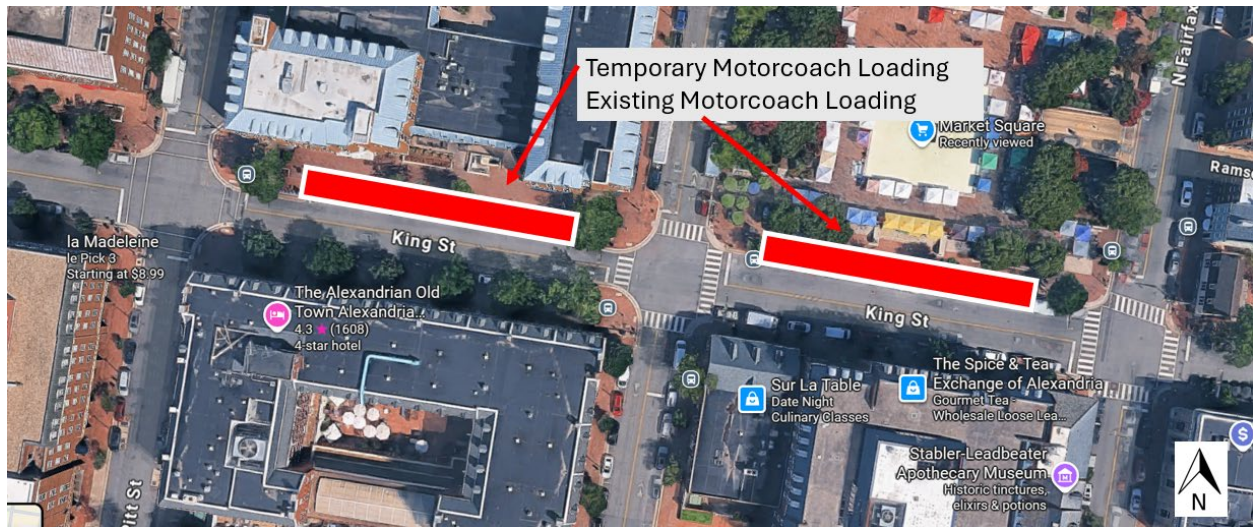 Temporary Motorcoach Loading
Existing Motorcoach Loading
N Fairfax
Market Square
Recently viewed
King St
la Madeleine
le Pick 3
Starting at $8.99
The Alexandrian Old
Town Alexandria...
4.3 ★ (1608)
4-star hotel
King St
Sur La Table
Date Night
Culinary Classes
The Spice & Tea
Exchange of Alexandria
Gourmet Tea -
Wholesale Loose Lea...
Stabler-Leadbeater
Apothecary Museum
Historic tinctures,
elixirs & potions
itt St
$
N